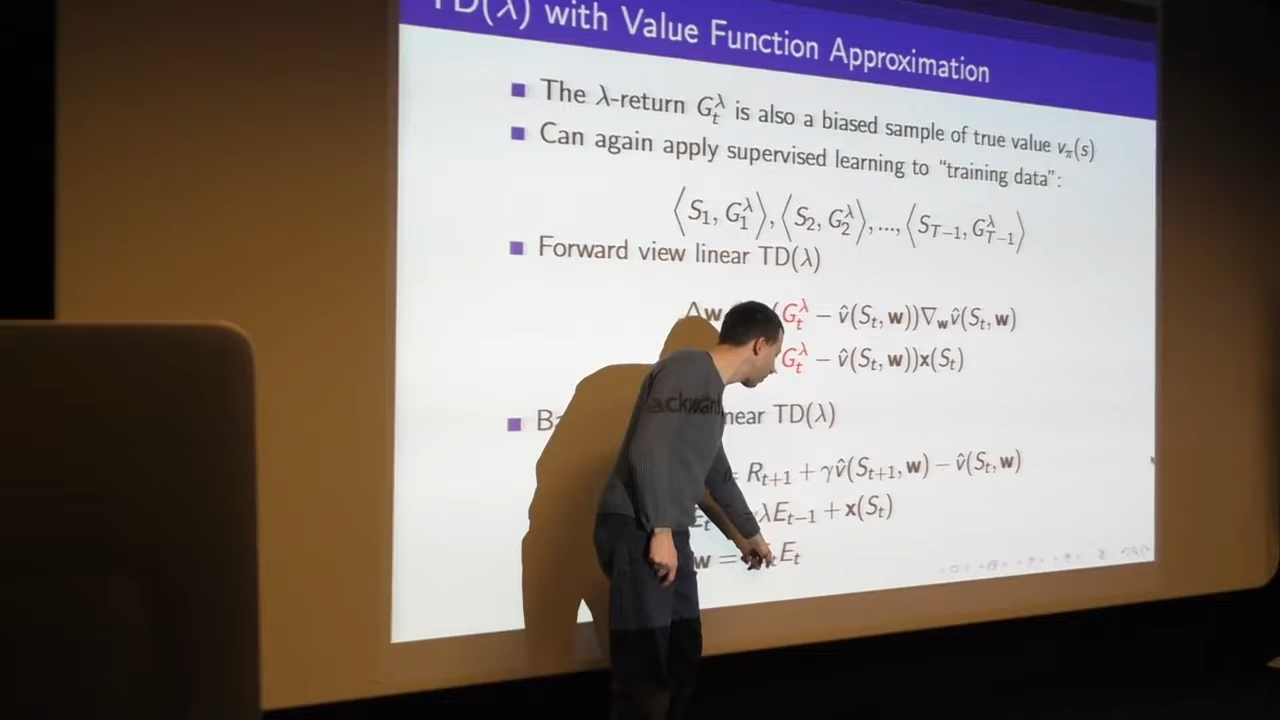 TD(λ) with Value Function Approximation
The λ-return G_t^λ is also a biased sample of true value v_π(s)
Can again apply supervised learning to “training data”:
⟨S_1, G_1^λ⟩, ⟨S_2, G_2^λ⟩, ..., ⟨S_{T−1}, G_{T−1}^λ⟩
Forward view linear TD(λ)
Δw (G_t^λ − v̂(S_t, w))∇_w v̂(S_t, w)
G_t^λ − v̂(S_t, w))x(S_t)
Backward linear TD(λ)
= R_{t+1} + γv̂(S_{t+1}, w) − v̂(S_t, w)
E_t λE_{t−1} + x(S_t)
w = E_t